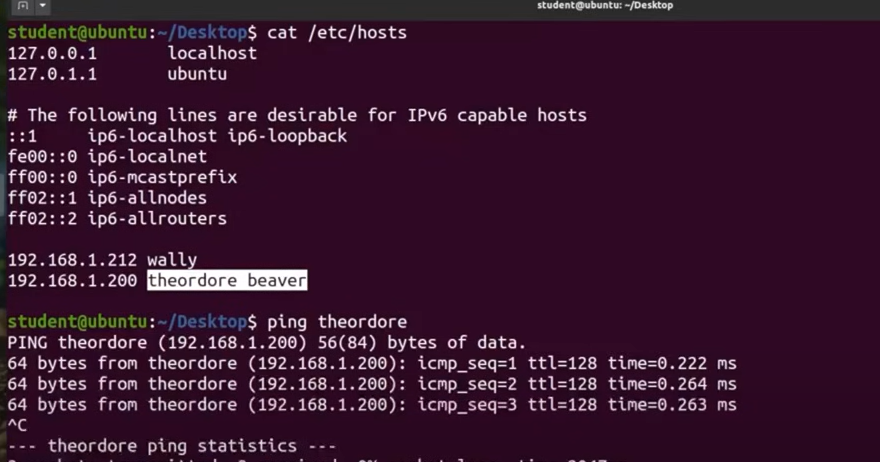 student@ubuntu: ~/Desktop
student@ubuntu:~/Desktop$ cat /etc/hosts
127.0.0.1 localhost
127.0.1.1 ubuntu
# The following lines are desirable for IPv6 capable hosts
::1 ip6-localhost ip6-loopback
fe00::0 ip6-localnet
ff00::0 ip6-mcastprefix
ff02::1 ip6-allnodes
ff02::2 ip6-allrouters
192.168.1.212 wally
192.168.1.200 theordore beaver
student@ubuntu:~/Desktop$ ping theordore
PING theordore (192.168.1.200) 56(84) bytes of data.
64 bytes from theordore (192.168.1.200): icmp_seq=1 ttl=128 time=0.222 ms
64 bytes from theordore (192.168.1.200): icmp_seq=2 ttl=128 time=0.264 ms
64 bytes from theordore (192.168.1.200): icmp_seq=3 ttl=128 time=0.263 ms
^C
--- theordore ping statistics ---